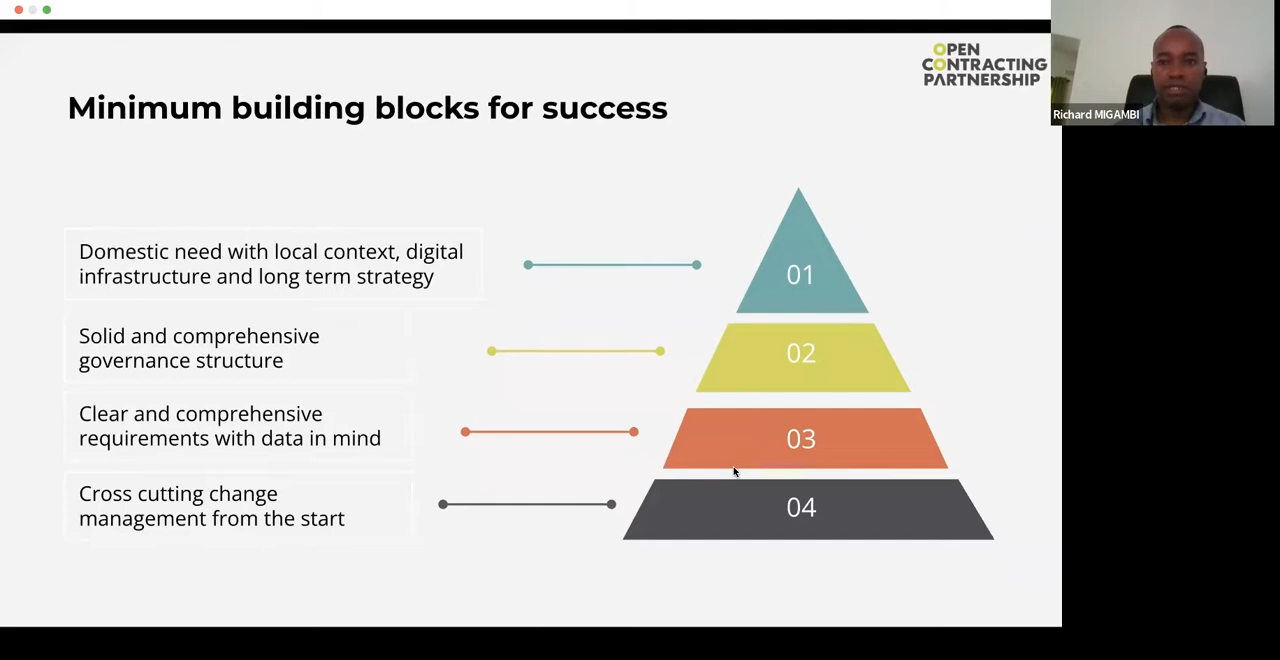 OPEN
CONTRACTING
PARTNERSHIP
Richard MIGAMBI
Minimum building blocks for success
Domestic need with local context, digital
infrastructure and long term strategy
01
Solid and comprehensive
governance structure
02
Clear and comprehensive
requirements with data in mind
03
Cross cutting change
management from the start
04